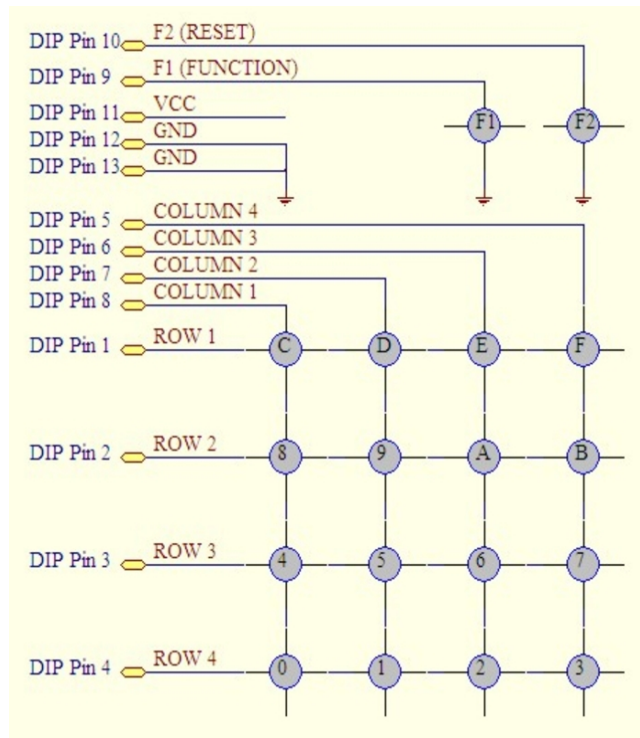 DIP Pin 10 F2 (RESET)
DIP Pin 9 F1 (FUNCTION)
DIP Pin 11 VCC
F1 F2
DIP Pin 12 GND
DIP Pin 13 GND
DIP Pin 5 COLUMN 4
DIP Pin 6 COLUMN 3
DIP Pin 7 COLUMN 2
DIP Pin 8 COLUMN 1
DIP Pin 1 ROW 1 C D E F
DIP Pin 2 ROW 2 8 9 A B
DIP Pin 3 ROW 3 4 5 6 7
DIP Pin 4 ROW 4 0 1 2 3